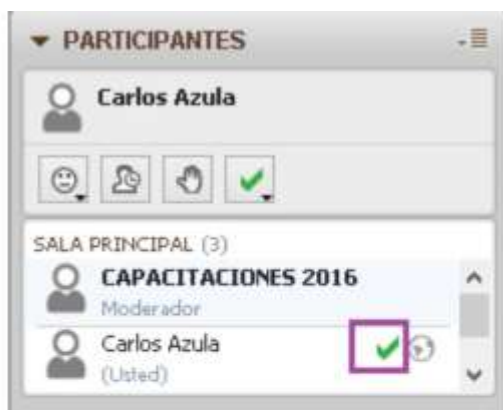 PARTICIPANTES
Carlos Azula
SALA PRINCIPAL (3)
CAPACITACIONES 2016
Moderador
Carlos Azula
(Usted)